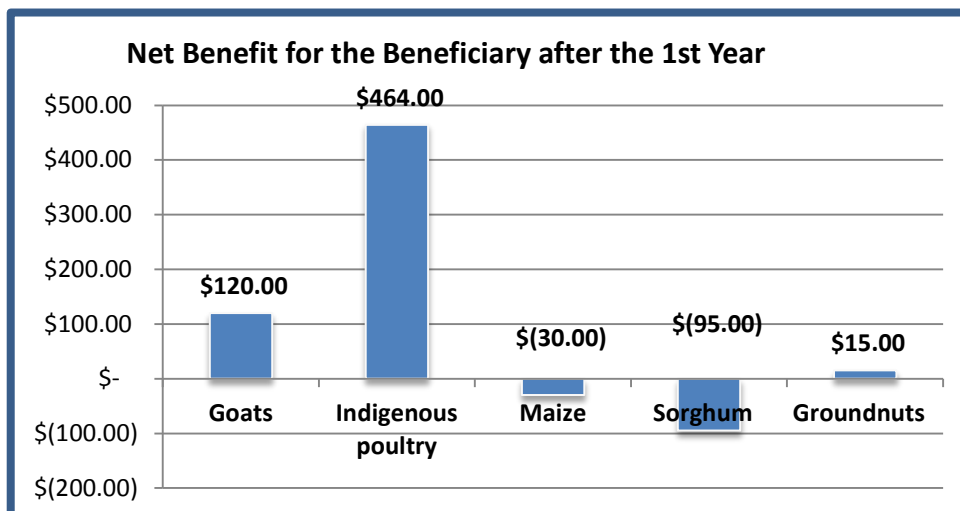 Net Benefit for the Beneficiary after the 1st Year
$500.00
$400.00
$300.00
$200.00
$100.00
$-
$(100.00)
$(200.00)
$120.00
$464.00
$(30.00)
$(95.00)
$15.00
Goats
Indigenous
poultry
Maize
Sorghum
Groundnuts